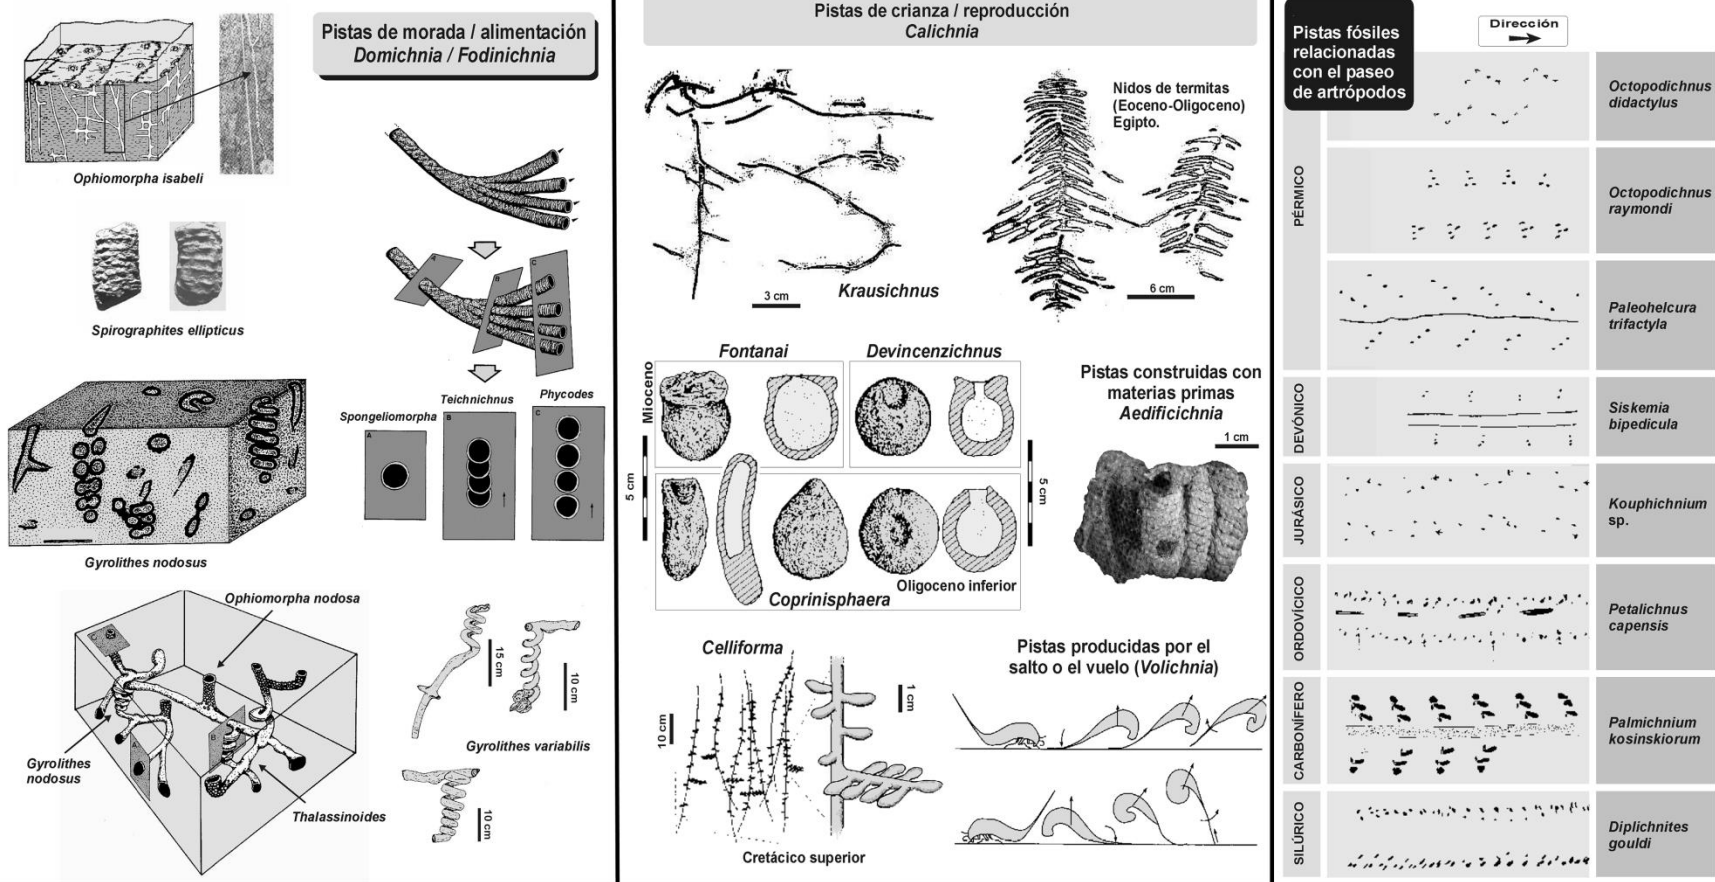 Pistas de morada / alimentación
Domichnia / Fodinichnia
Ophiomorpha isabeli
Spirographites ellipticus
Gyrolithes nodosus
A
B
C
Spongeliomorpha
Teichnichnus
Phycodes
A
B
C
Ophiomorpha nodosa
C
A
B
Gyrolithes
nodosus
Thalassinoides
15 cm
10 cm
Gyrolithes variabilis
10 cm
Pistas de crianza / reproducción
Calichnia
Nidos de termitas
(Eoceno-Oligoceno)
Egipto.
Krausichnus
3 cm
6 cm
Fontanai
Devincenzichnus
Mioceno
5 cm
5 cm
Coprinisphaera
Oligoceno inferior
Pistas construidas con
materias primas
Aedificichnia
1 cm
Celliforma
10 cm
1 cm
Cretácico superior
Pistas producidas por el
salto o el vuelo (Volichnia)
Pistas fósiles
relacionadas
con el paseo
de artrópodos
Dirección
PÉRMICO
Octopodichnus
didactylus
Octopodichnus
raymondi
Paleohelcura
trifactyla
DEVÓNICO
Siskemia
bipedicula
JURÁSICO
Kouphichnium
sp.
ORDOVÍCICO
Petalichnus
capensis
CARBONÍFERO
Palmichnium
kosinskiorum
SILÚRICO
Diplichnites
gouldi